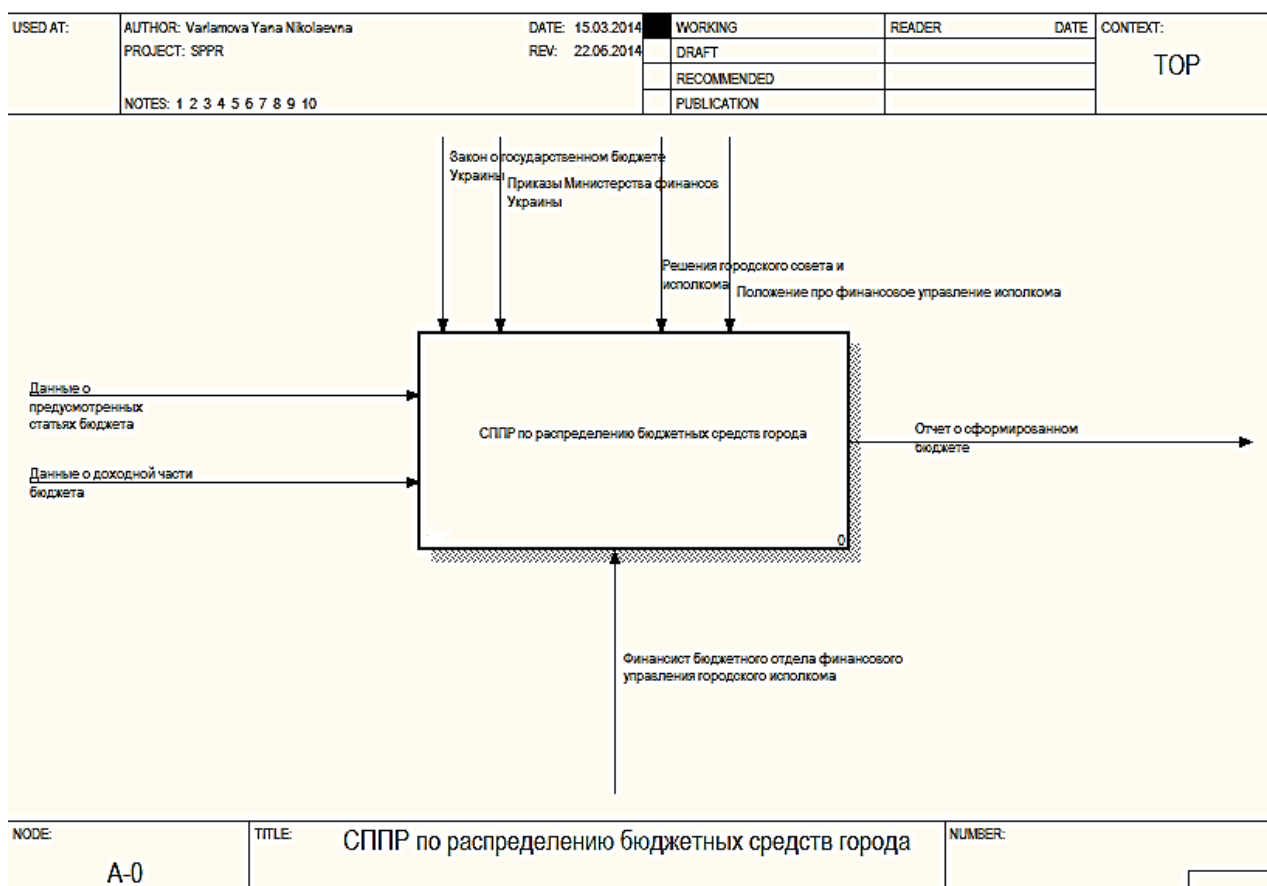 USED AT:
AUTHOR: Varlamova Yana Nikolaevna
DATE: 15.03.2014
WORKING
READER
DATE
CONTEXT:
PROJECT: SPPR
REV: 22.06.2014
DRAFT
TOP
RECOMMENDED
NOTES: 1 2 3 4 5 6 7 8 9 10
PUBLICATION
Закон о государственном бюджете
Украины
Приказы Министерства финансов
Украины
Решения городского совета и
исполкома
Положение про финансовое управление исполкома
Данные о
предусмотренных
статьях бюджета
СППР по распределению бюджетных средств города
Отчет о сформированном
бюджете
Данные о доходной части
бюджета
0
Финансист бюджетного отдела финансового
управления городского исполкома
NODE:
TITLE:
СППР по распределению бюджетных средств города
NUMBER:
A-0